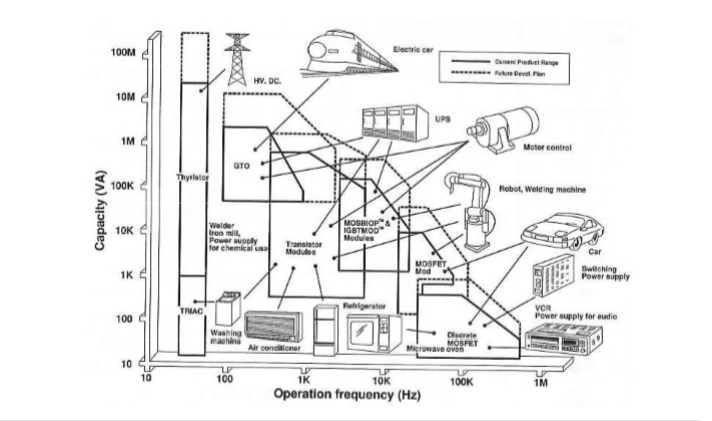 100M
10M
1M
100K
10K
1K
100
10
Capacity (VA)
10
100
1K
10K
100K
1M
Operation frequency (Hz)
Current Product Range
Future Devel. Plan
Electric car
HV. DC.
UPS
Motor control
GTO
Thyristor
Robot, Welding machine
MOSBIOP™ &
IGBTMOD™
Modules
Welder
Iron mill,
Power supply
for chemical use
Transistor
Modules
Car
MOSFET
Mod
Switching
Power supply
TRIAC
Refrigerator
VCR
Power supply for audio
Washing
machine
Air conditioner
Discrete
MOSFET
Microwave oven